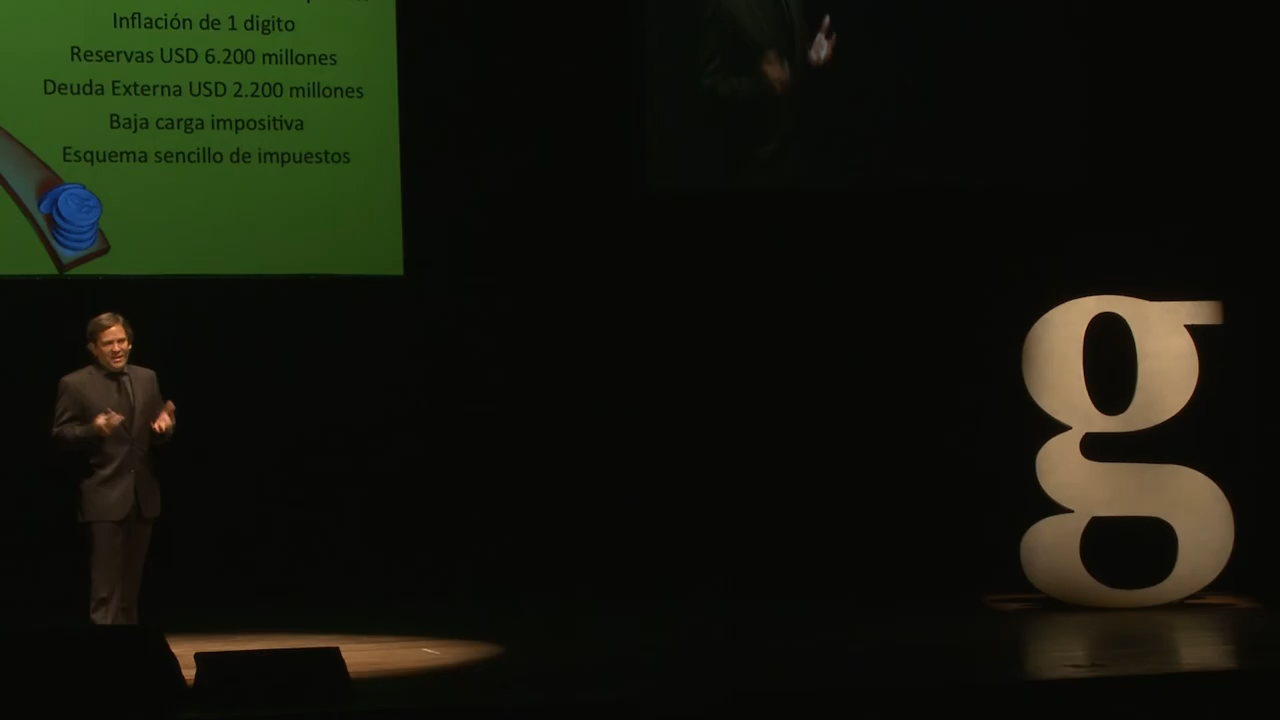 Inflación de 1 digito
Reservas USD 6.200 millones
Deuda Externa USD 2.200 millones
Baja carga impositiva
Esquema sencillo de impuestos
g